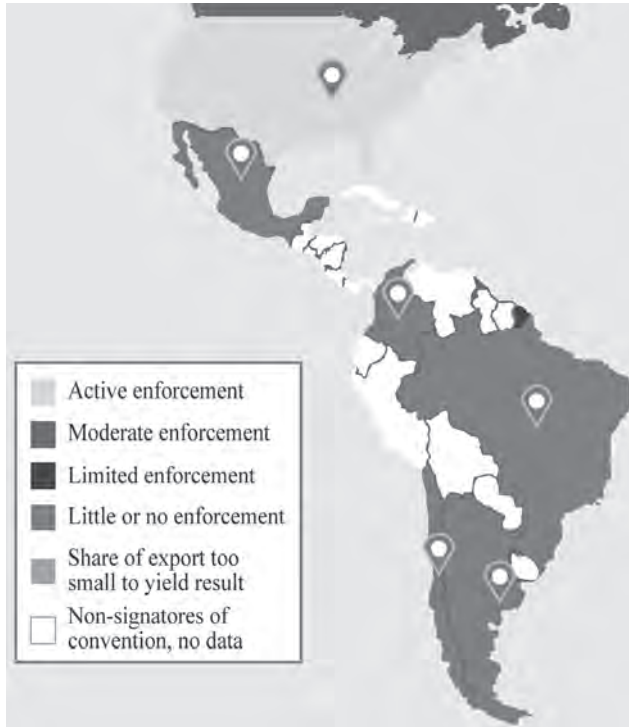 Active enforcement
Moderate enforcement
Limited enforcement
Little or no enforcement
Share of export too
small to yield result
Non-signatores of
convention, no data